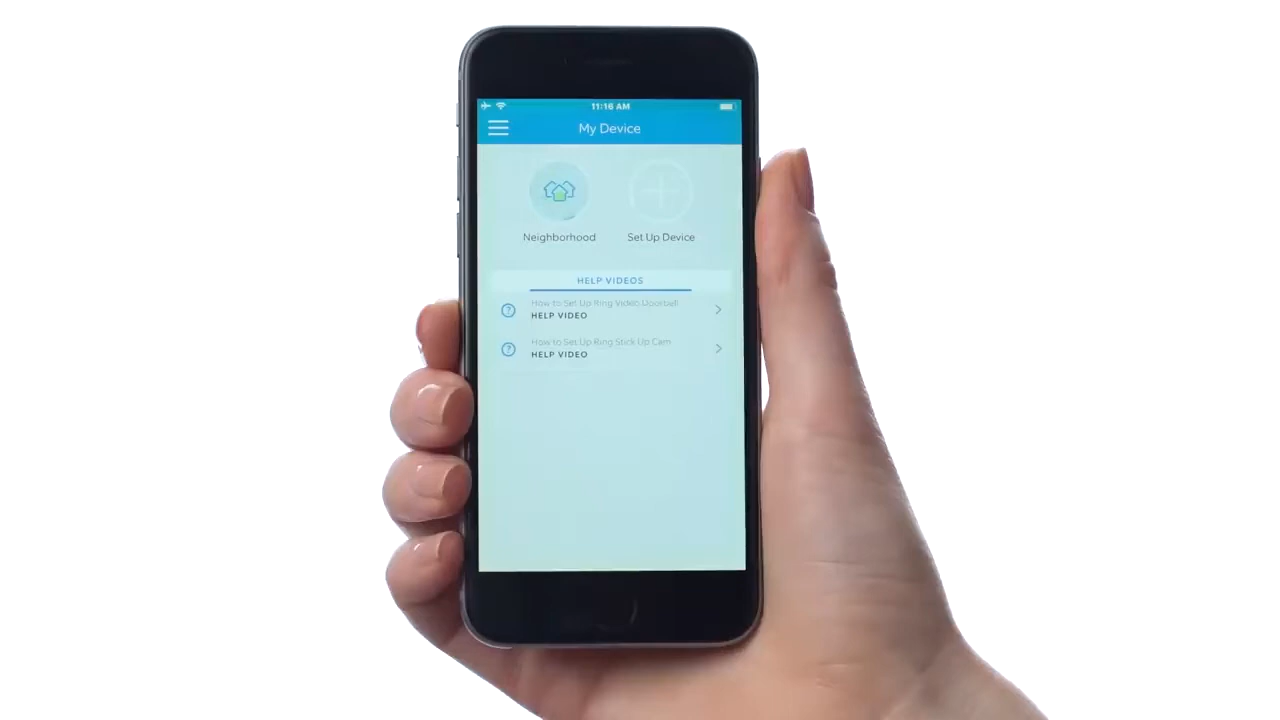 11:16 AM
My Device
Neighborhood
Set Up Device
HELP VIDEOS
How to Set Up Ring Video Doorbell
HELP VIDEO
How to Set Up Ring Stick Up Cam
HELP VIDEO